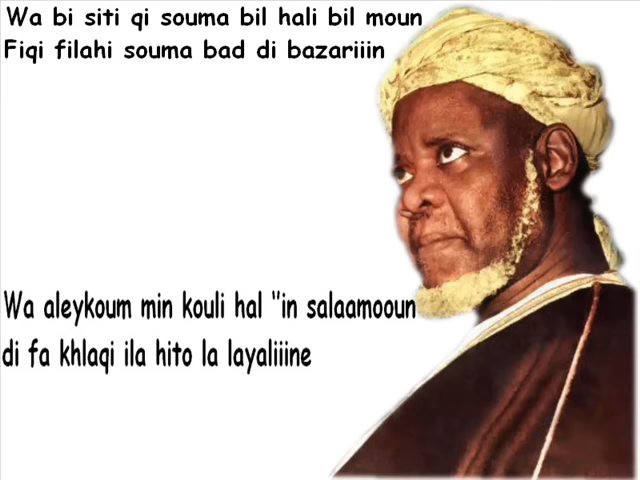 Wa bi siti qi souma bil hali bil moun
Fiqi filahi souma bad di bazariiin
Wa aleykoum min kouli hal "in salaamooun
di fa khlaqi ila hito la layaliiine